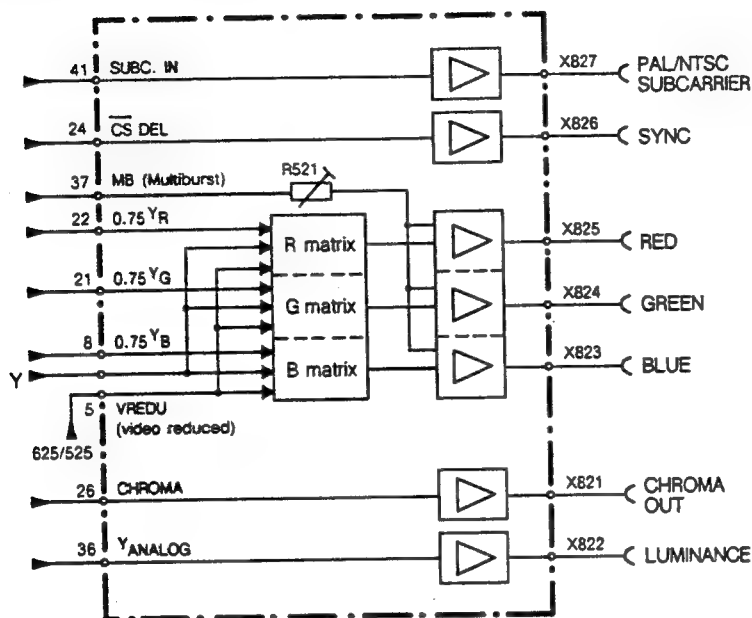 41 SUBC. IN X827 PAL/NTSC
SUBCARRIER
24 CS DEL X826 SYNC
R521
37 MB (Multiburst)
22 0.75 YR R matrix X825 RED
21 0.75 YG G matrix X824 GREEN
8 0.75 YB B matrix X823 BLUE
Y
5 VREDU
(video reduced)
625/525
26 CHROMA X821 CHROMA
OUT
36 YANALOG X822 LUMINANCE